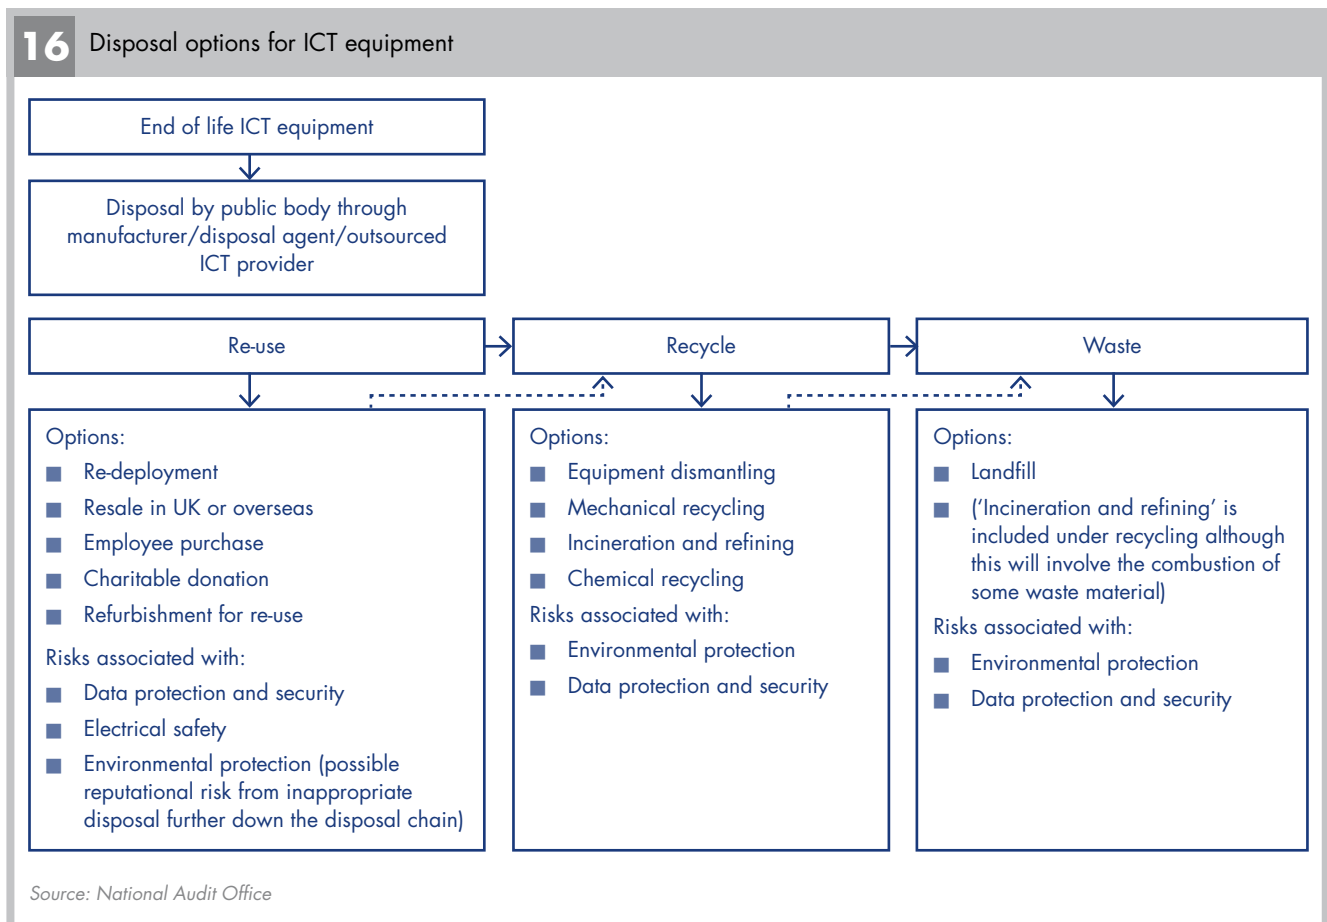 16 Disposal options for ICT equipment
End of life ICT equipment
Disposal by public body through
manufacturer/disposal agent/outsourced
ICT provider
Re-use
Recycle
Waste
Options:
Re-deployment
Resale in UK or overseas
Employee purchase
Charitable donation
Refurbishment for re-use
Risks associated with:
Data protection and security
Electrical safety
Environmental protection (possible
reputational risk from inappropriate
disposal further down the disposal chain)
Options:
Equipment dismantling
Mechanical recycling
Incineration and refining
Chemical recycling
Risks associated with:
Environmental protection
Data protection and security
Options:
Landfill
('Incineration and refining' is
included under recycling although
this will involve the combustion of
some waste material)
Risks associated with:
Environmental protection
Data protection and security
Source: National Audit Office